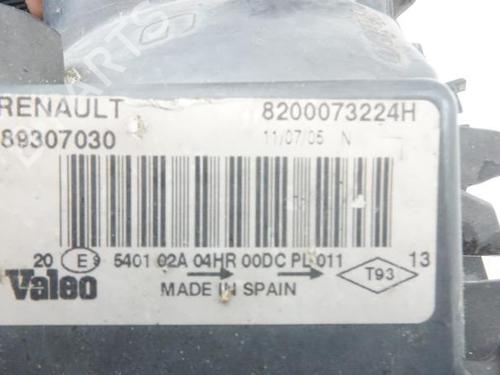 RENAULT 8200073224H
89307030 11/07/05 N
20 E9 5401 02A 04HR 00DC PL 011 13
T93
Valeo MADE IN SPAIN